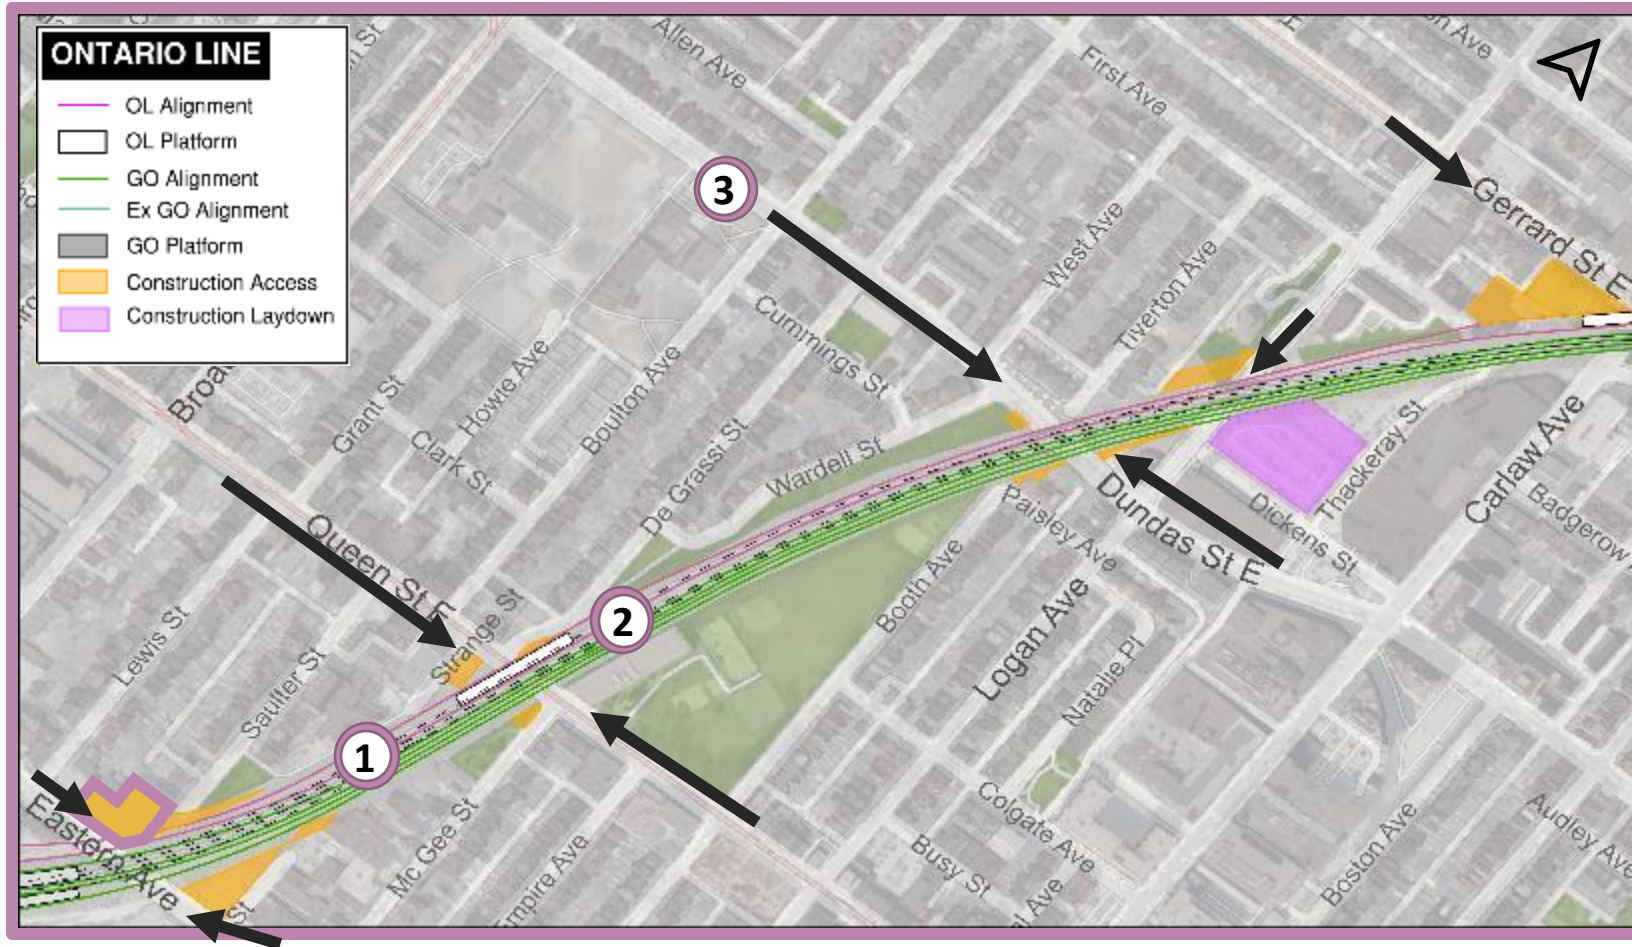 ONTARIO LINE
OL Alignment
OL Platform
GO Alignment
Ex GO Alignment
GO Platform
Construction Access
Construction Laydown
Allen Ave
First Ave
Gerrard St E
3
West Ave
Tiverton Ave
Cummings St
Howie Ave
Boulton Ave
Grant St
Clark St
De Grassi St
Wardell St
Queen St E
Strange St
2
Paisley Ave
Dundas St E
Dickens St
Thackeray St
Carlaw Ave
Badgerow
Booth Ave
Logan Ave
Natalie Pl
Lewis St
Saulter St
1
Eastern Ave
Mc Gee St
Colgate Ave
Busy St
Boston Ave
Audley Ave